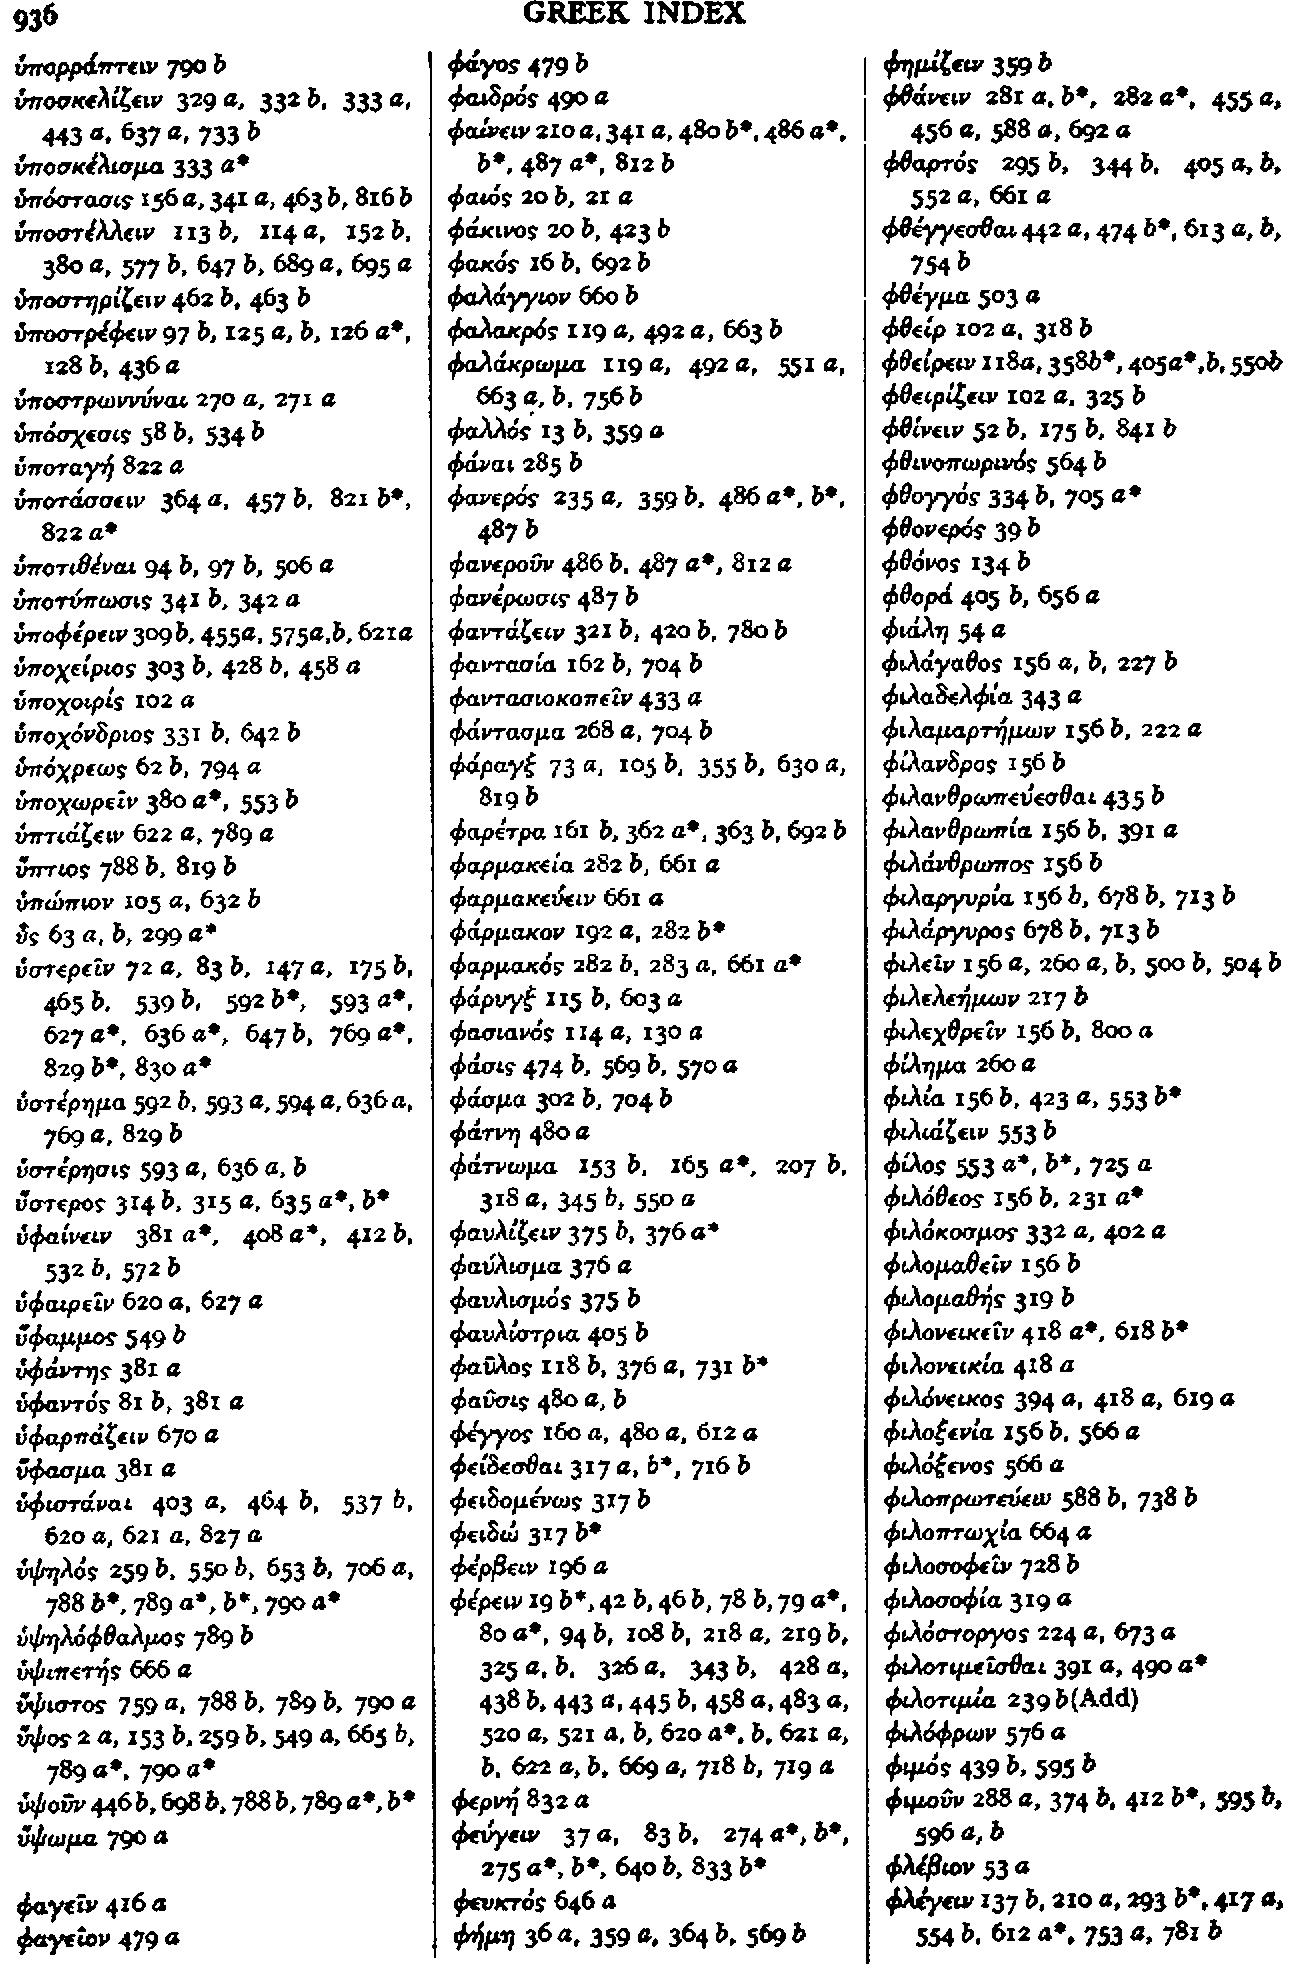 936
GREEK INDEX
ὑπορράπτειν 790 b
ὑποσκελίζειν 329 a, 332 b, 333 a,
443 a, 637 a, 733 b
ὑποσκέλισμα 333 a*
ὑπόστασις 156 a, 341 a, 463 b, 816 b
ὑποστέλλειν 113 b, 114 a, 152 b,
380 a, 577 b, 647 b, 689 a, 695 a
ὑποστηρίζειν 462 b, 463 b
ὑποστρέφειν 97 b, 125 a, b, 126 a*,
128 b, 436 a
ὑποστρωννύναι 270 a, 271 a
ὑπόσχεσις 58 b, 534 b
ὑποταγή 822 a
ὑποτάσσειν 364 a, 457 b, 821 b*,
822 a*
ὑποτιθέναι 94 b, 97 b, 506 a
ὑποτύπωσις 341 b, 342 a
ὑποφέρειν 309 b, 455 a, 575 a, b, 621 a
ὑποχείριος 303 b, 428 b, 458 a
ὑποχοιρίς 102 a
ὑποχόνδριος 331 b, 642 b
ὑπόχρεως 62 b, 794 a
ὑποχωρεῖν 380 a*, 553 b
ὑπτιάζειν 622 a, 789 a
ὕπτιος 788 b, 819 b
ὑπώπιον 105 a, 632 b
ὗς 63 a, b, 299 a*
ὑστερεῖν 72 a, 83 b, 147 a, 175 b,
465 b, 539 b, 592 b*, 593 a*,
627 a*, 636 a*, 647 b, 769 a*,
829 b*, 830 a*
ὑστέρημα 592 b, 593 a, 594 a, 636 a,
769 a, 829 b
ὑστέρησις 593 a, 636 a, b
ὕστερος 314 b, 315 a, 635 a*, b*
ὑφαίνειν 381 a*, 408 a*, 412 b,
532 b, 572 b
ὑφαιρεῖν 620 a, 627 a
ὕφαμμος 549 b
ὑφάντης 381 a
ὑφαντός 81 b, 381 a
ὑφαρπάζειν 670 a
ὕφασμα 381 a
ὑφιστάναι 403 a, 464 b, 537 b,
620 a, 621 a, 827 a
ὑψηλός 259 b, 550 b, 653 b, 706 a,
788 b*, 789 a*, b*, 790 a*
ὑψηλόφθαλμος 789 b
ὑψιπετής 666 a
ὕψιστος 759 a, 788 b, 789 b, 790 a
ὕψος 2 a, 153 b, 259 b, 549 a, 665 b,
789 a*, 790 a*
ὑψοῦν 446 b, 698 b, 788 b, 789 a*, b*
ὕψωμα 790 a
φαγεῖν 416 a
φαγεῖον 479 a
φάγος 479 b
φαιδρός 490 a
φαίνειν 210 a, 341 a, 480 b*, 486 a*,
b*, 487 a*, 812 b
φαιός 20 b, 21 a
φάκινος 20 b, 423 b
φακός 16 b, 692 b
φαλάγγιον 660 b
φαλακρός 119 a, 492 a, 663 b
φαλάκρωμα 119 a, 492 a, 551 a,
663 a, b, 756 b
φαλλός 13 b, 359 a
φάναι 285 b
φανερός 235 a, 359 b, 486 a*, b*,
487 b
φανεροῦν 486 b, 487 a*, 812 a
φανέρωσις 487 b
φαντάζειν 321 b, 420 b, 780 b
φαντασία 162 b, 704 b
φαντασιοκοπεῖν 433 a
φάντασμα 268 a, 704 b
φάραγξ 73 a, 105 b, 355 b, 630 a,
819 b
φαρέτρα 161 b, 362 a*, 363 b, 692 b
φαρμακεία 282 b, 661 a
φαρμακεύειν 661 a
φάρμακον 192 a, 282 b*
φαρμακός 282 b, 283 a, 661 a*
φάρυγξ 115 b, 603 a
φασιανός 114 a, 130 a
φάσις 474 b, 569 b, 570 a
φάσμα 302 b, 704 b
φάτνη 480 a
φάτνωμα 153 b, 165 a*, 207 b,
318 a, 345 b, 550 a
φαυλίζειν 375 b, 376 a*
φαύλισμα 376 a
φαυλισμός 375 b
φαυλίστρια 405 b
φαῦλος 118 b, 376 a, 731 b*
φαῦσις 480 a, b
φέγγος 160 a, 480 a, 612 a
φείδεσθαι 317 a, b*, 716 b
φειδομένως 317 b
φειδώ 317 b*
φέρβειν 196 a
φέρειν 19 b*, 42 b, 46 b, 78 b, 79 a*,
80 a*, 94 b, 108 b, 218 a, 219 b,
325 a, b, 326 a, 343 b, 428 a,
438 b, 443 a, 445 b, 458 a, 483 a,
520 a, 521 a, b, 620 a*, b, 621 a,
b, 622 a, b, 669 a, 718 b, 719 a
φερνή 832 a
φεύγειν 37 a, 83 b, 274 a*, b*,
275 a*, b*, 640 b, 833 b*
φευκτός 646 a
φήμη 36 a, 359 a, 364 b, 569 b
φημίζειν 359 b
φθάνειν 281 a, b*, 282 a*, 455 a,
456 a, 588 a, 692 a
φθαρτός 295 b, 344 b, 405 a, b,
552 a, 661 a
φθέγγεσθαι 442 a, 474 b*, 613 a, b,
754 b
φθέγμα 503 a
φθείρ 102 a, 318 b
φθείρειν 118 a, 358 b*, 405 a*, b, 550 b
φθειρίζειν 102 a, 325 b
φθίνειν 52 b, 175 b, 841 b
φθινοπωρινός 564 b
φθογγός 334 b, 705 a*
φθονερός 39 b
φθόνος 134 b
φθορά 405 b, 656 a
φιάλη 54 a
φιλάγαθος 156 a, b, 227 b
φιλαδελφία 343 a
φιλαμαρτήμων 156 b, 222 a
φίλανδρος 156 b
φιλανθρωπεύεσθαι 435 b
φιλανθρωπία 156 b, 391 a
φιλάνθρωπος 156 b
φιλαργυρία 156 b, 678 b, 713 b
φιλάργυρος 678 b, 713 b
φιλεῖν 156 a, 260 a, b, 500 b, 504 b
φιλελεήμων 217 b
φιλεχθρεῖν 156 b, 800 a
φίλημα 260 a
φιλία 156 b, 423 a, 553 b*
φιλιάζειν 553 b
φίλος 553 a*, b*, 725 a
φιλόθεος 156 b, 231 a*
φιλόκοσμος 332 a, 402 a
φιλομαθεῖν 156 b
φιλομαθής 319 b
φιλονεικεῖν 418 a*, 618 b*
φιλονεικία 418 a
φιλόνεικος 394 a, 418 a, 619 a
φιλοξενία 156 b, 566 a
φιλόξενος 566 a
φιλοπρωτεύειν 588 b, 738 b
φιλοπτωχία 664 a
φιλοσοφεῖν 728 b
φιλοσοφία 319 a
φιλόστοργος 224 a, 673 a
φιλοτιμεῖσθαι 391 a, 490 a*
φιλοτιμία 239 b(Add)
φιλόφρων 576 a
φιμός 439 b, 595 b
φιμοῦν 288 a, 374 b, 412 b*, 595 b,
596 a, b
φλέβιον 53 a
φλέγειν 137 b, 210 a, 293 b*, 417 a,
554 b, 612 a*, 753 a, 781 b